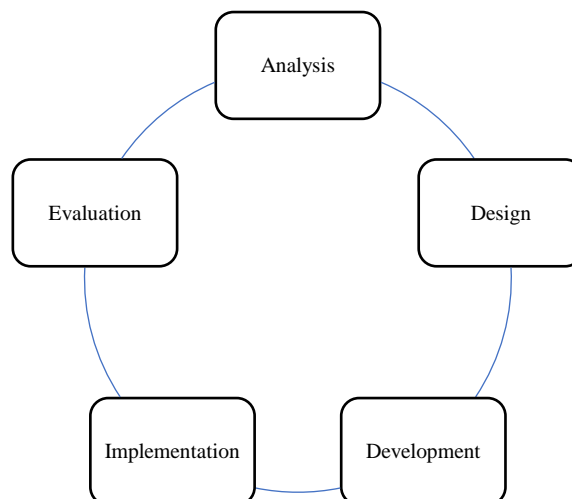 Analysis
Design
Development
Implementation
Evaluation